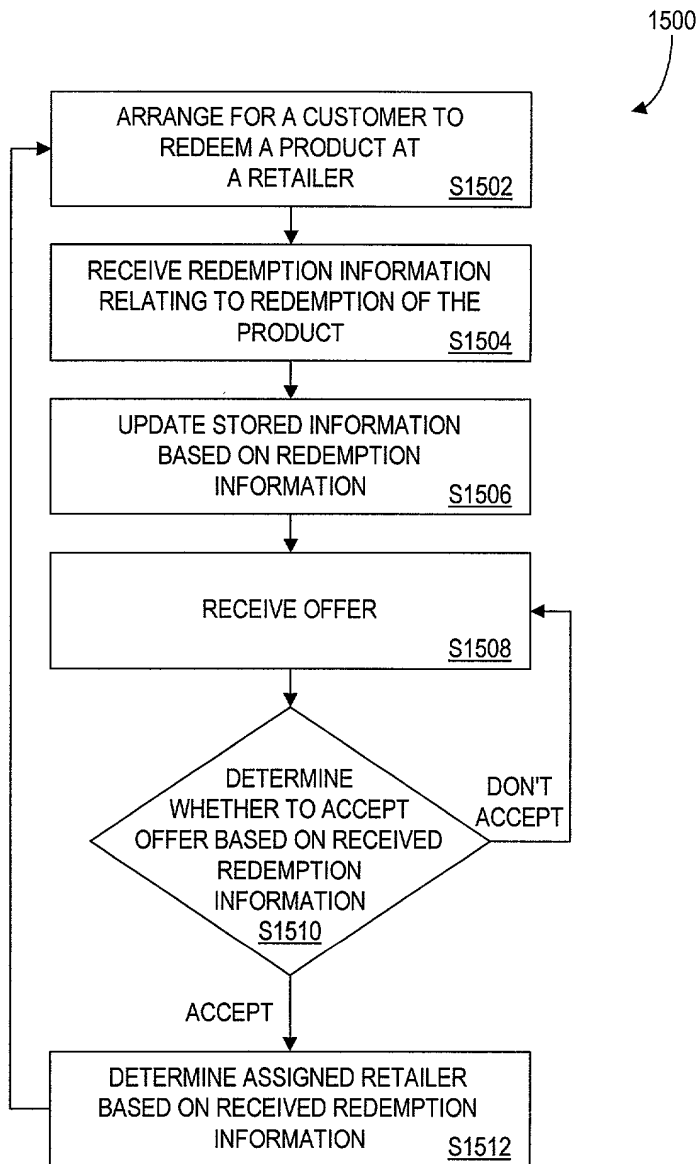 1500
ARRANGE FOR A CUSTOMER TO
REDEEM A PRODUCT AT
A RETAILER
S1502
RECEIVE REDEMPTION INFORMATION
RELATING TO REDEMPTION OF THE
PRODUCT
S1504
UPDATE STORED INFORMATION
BASED ON REDEMPTION
INFORMATION
S1506
RECEIVE OFFER
S1508
DETERMINE
WHETHER TO ACCEPT
OFFER BASED ON RECEIVED
REDEMPTION
INFORMATION
S1510
DON'T
ACCEPT
ACCEPT
DETERMINE ASSIGNED RETAILER
BASED ON RECEIVED REDEMPTION
INFORMATION
S1512